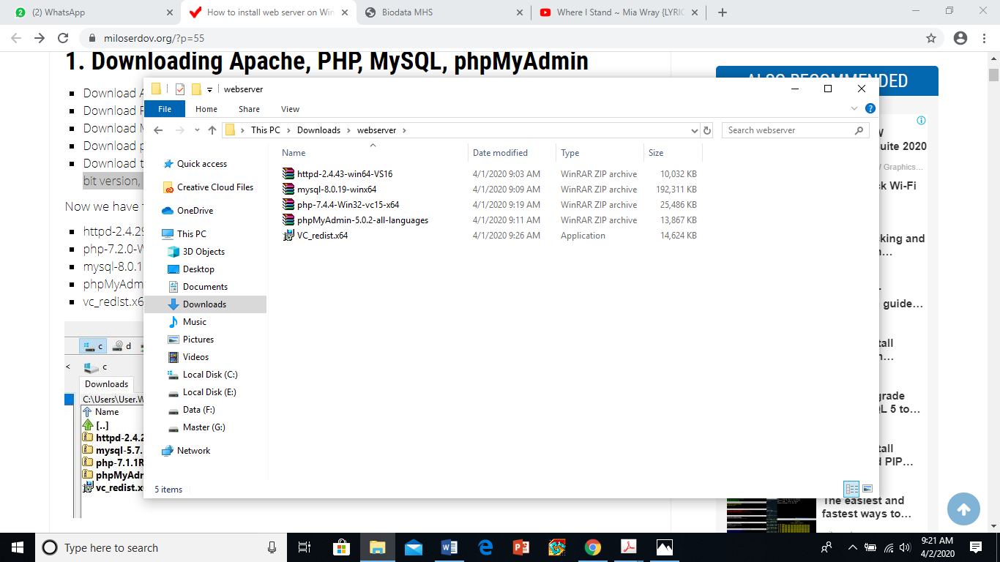 (2) WhatsApp
How to install web server on Win
Biodata MHS
Where I Stand ~ Mia Wray {LYRIC
miloserdov.org/?p=55
1. Downloading Apache, PHP, MySQL, phpMyAdmin
ALSO RECOMMENDED
Download A
Download P
Download M
Download p
Download t
bit version,
Now we have
httpd-2.4.29
php-7.2.0-W
mysql-8.0.1
phpMyAdm
vc_redist.x6
c
d
<
c
Downloads
C:\Users\User.W
Name
[..]
httpd-2.4.2
mysql-5.7.
php-7.1.1R
phpMyAdr
vc_redist.x
webserver
File
Home
Share
View
This PC > Downloads > webserver >
Search webserver
Quick access
Creative Cloud Files
OneDrive
This PC
3D Objects
Desktop
Documents
Downloads
Music
Pictures
Videos
Local Disk (C:)
Local Disk (E:)
Data (F:)
Master (G:)
Network
Name Date modified Type Size
httpd-2.4.43-win64-VS16 4/1/2020 9:03 AM WinRAR ZIP archive 10,032 KB
mysql-8.0.19-winx64 4/1/2020 9:09 AM WinRAR ZIP archive 192,311 KB
php-7.4.4-Win32-vc15-x64 4/1/2020 9:19 AM WinRAR ZIP archive 25,486 KB
phpMyAdmin-5.0.2-all-languages 4/1/2020 9:11 AM WinRAR ZIP archive 13,867 KB
VC_redist.x64 4/1/2020 9:26 AM Application 14,624 KB
5 items
W
uite 2020
/ Graphics...
ck Wi-Fi
king and
n…
guide…
tall
n…
grade
QL 5 to…
tall
d PIP…
The easiest and
fastest ways to…
Type here to search
9:21 AM
4/2/2020